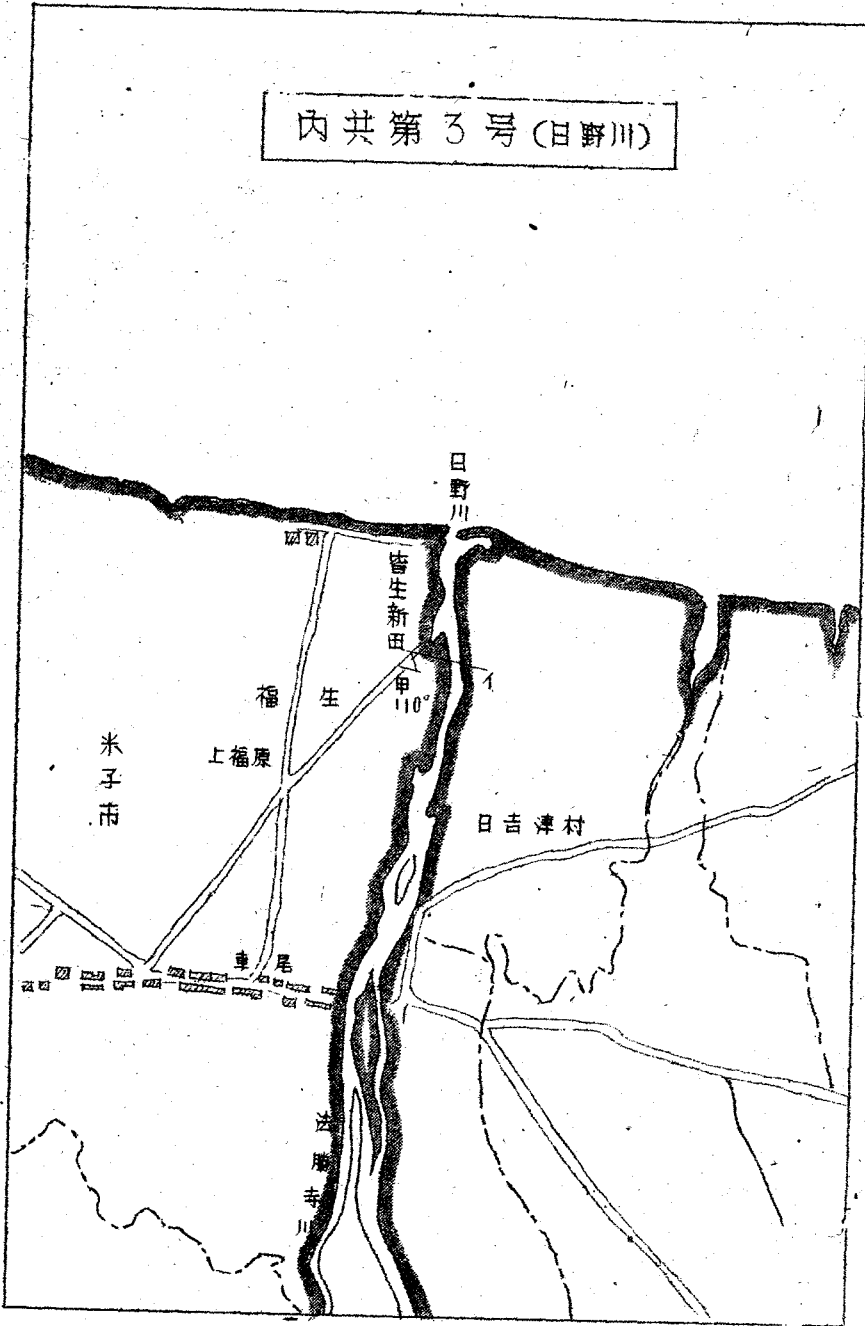 内共第3号(日野川)
日野川
皆生新田
甲
110°
イ
福生
上福原
米子市
日吉津村
車尾
法勝寺川